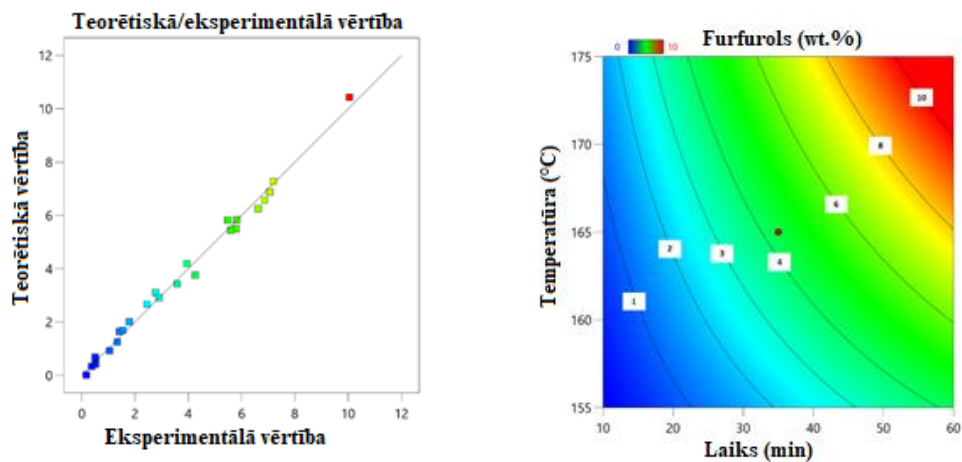 Teorētiskā/eksperimentālā vērtība
12
10
8
6
4
2
0
0 2 4 6 8 10 12
Teorētiskā vērtība
Eksperimentālā vērtība
Furfurols (wt.%)
0 10
175
170
165
160
155
10 20 30 40 50 60
Temperatūra (°C)
Laiks (min)
10
8
6
4
3
2
1